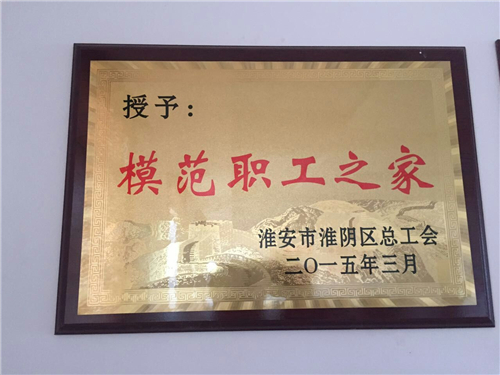 授予：
模范职工之家
淮安市淮阴区总工会
二〇一五年三月